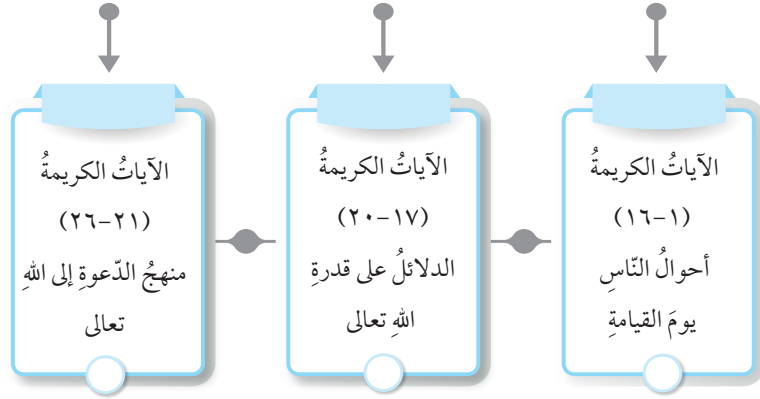 الآياتُ الكريمةُ
(١-١٦)
أحوالُ النّاسِ
يومَ القيامةِ
الآياتُ الكريمةُ
(١٧-٢٠)
الدلائلُ على قدرةِ
اللهِ تعالى
الآياتُ الكريمةُ
(٢١-٢٦)
منهجُ الدّعوةِ إلى اللهِ
تعالى